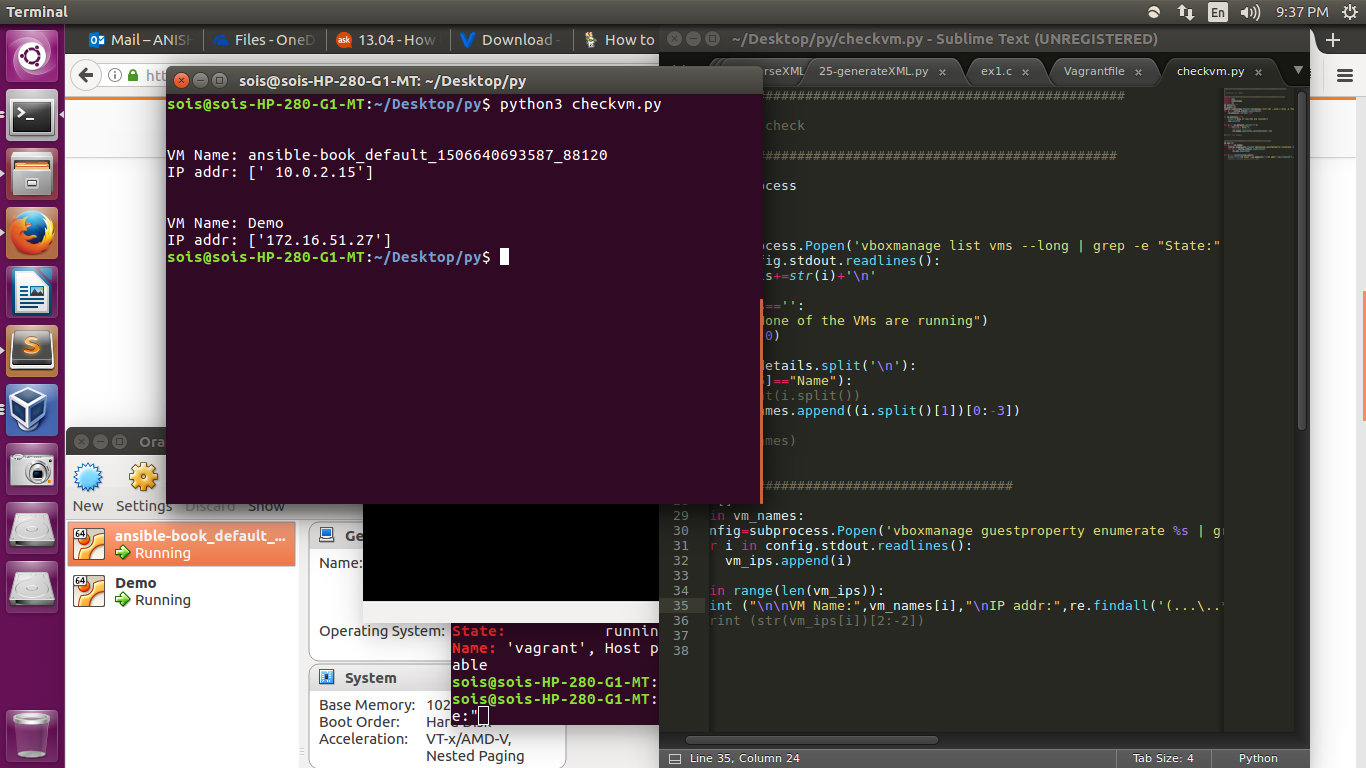 Terminal
En
9:37 PM
Mail – ANISH
Files - OneD
13.04 - How
Download -
How to
~/Desktop/py/checkvm.py - Sublime Text (UNREGISTERED)
htt
sois@sois-HP-280-G1-MT: ~/Desktop/py
rseXML
25-generateXML.py
ex1.c
Vagrantfile
checkvm.py
sois@sois-HP-280-G1-MT:~/Desktop/py$ python3 checkvm.py
VM Name: ansible-book_default_1506640693587_88120
IP addr: [' 10.0.2.15']
VM Name: Demo
IP addr: ['172.16.51.27']
sois@sois-HP-280-G1-MT:~/Desktop/py$
check
cess
cess.Popen('vboxmanage list vms --long | grep -e "State:"
fig.stdout.readlines():
s+=str(i)+'\n'
=='':
one of the VMs are running")
0)
etails.split('\n'):
]=="Name"):
t(i.split())
mes.append((i.split()[1])[0:-3])
mes)
29 in vm_names:
30 nfig=subprocess.Popen('vboxmanage guestproperty enumerate %s | gr
31 r i in config.stdout.readlines():
32 vm_ips.append(i)
33
34 in range(len(vm_ips)):
35 int ("\n\nVM Name:",vm_names[i],"\nIP addr:",re.findall('(...\..*
36 rint (str(vm_ips[i])[2:-2])
37
38
Ora
New
Settings
Discard
Show
64
ansible-book_default_...
Running
64
Demo
Running
Ge
Name:
Operating System:
System
Base Memory: 102
Boot Order: Hard Disk
Acceleration: VT-x/AMD-V,
Nested Paging
State: runnin
Name: 'vagrant', Host p
able
sois@sois-HP-280-G1-MT:
sois@sois-HP-280-G1-MT:
e:"
Line 35, Column 24
Tab Size: 4
Python